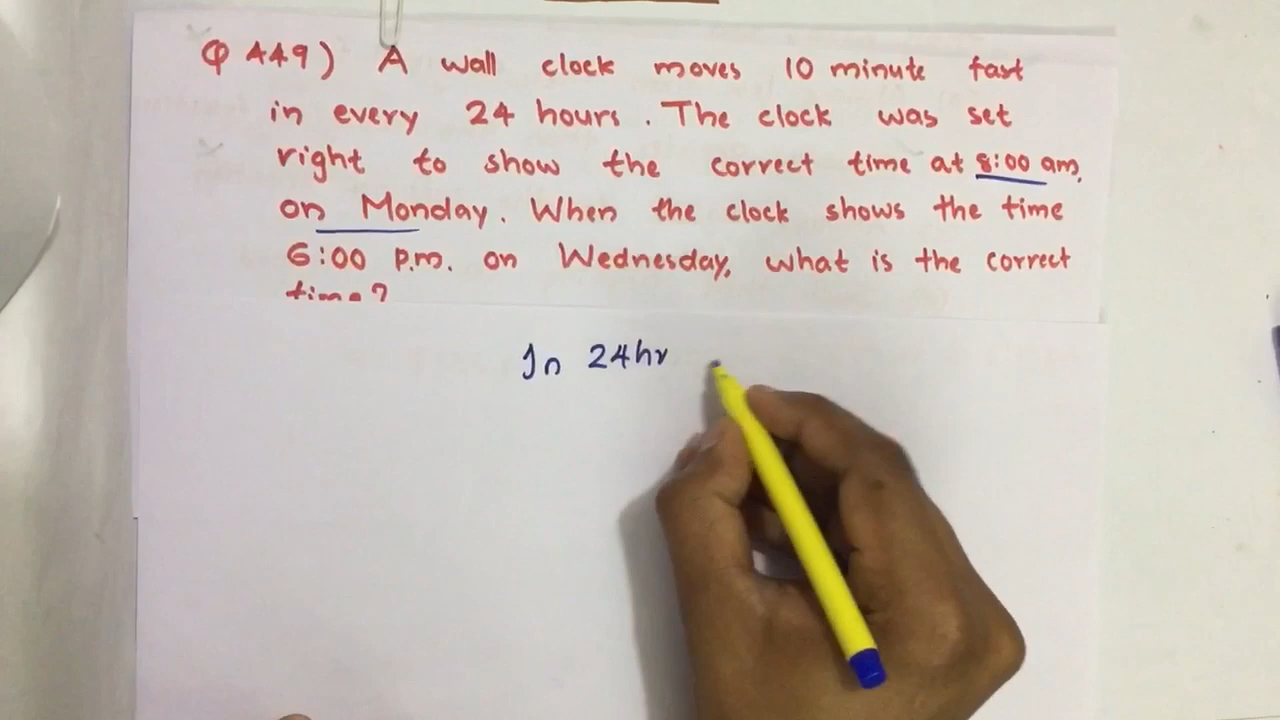 Q 449) A wall clock moves 10 minute fast
in every 24 hours. The clock was set
right to show the correct time at 8:00 am,
on Monday. When the clock shows the time
6:00 p.m. on Wednesday, what is the correct
time?
In 24hr